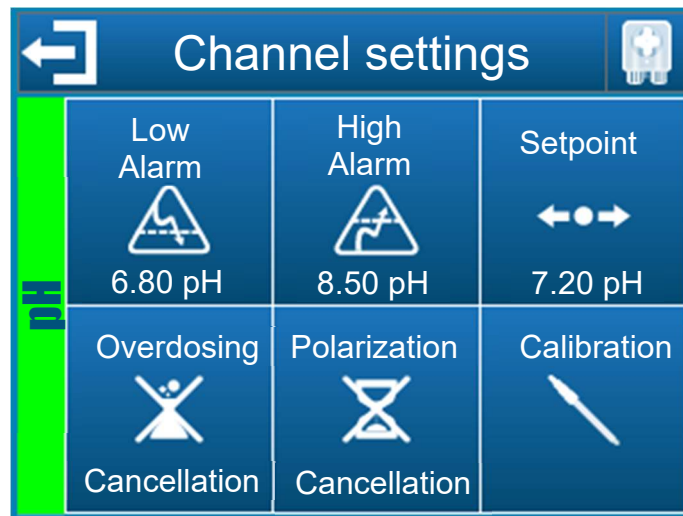 Channel settings
Low
Alarm
6.80 pH
High
Alarm
8.50 pH
Setpoint
7.20 pH
pH
Overdosing
Cancellation
Polarization
Cancellation
Calibration